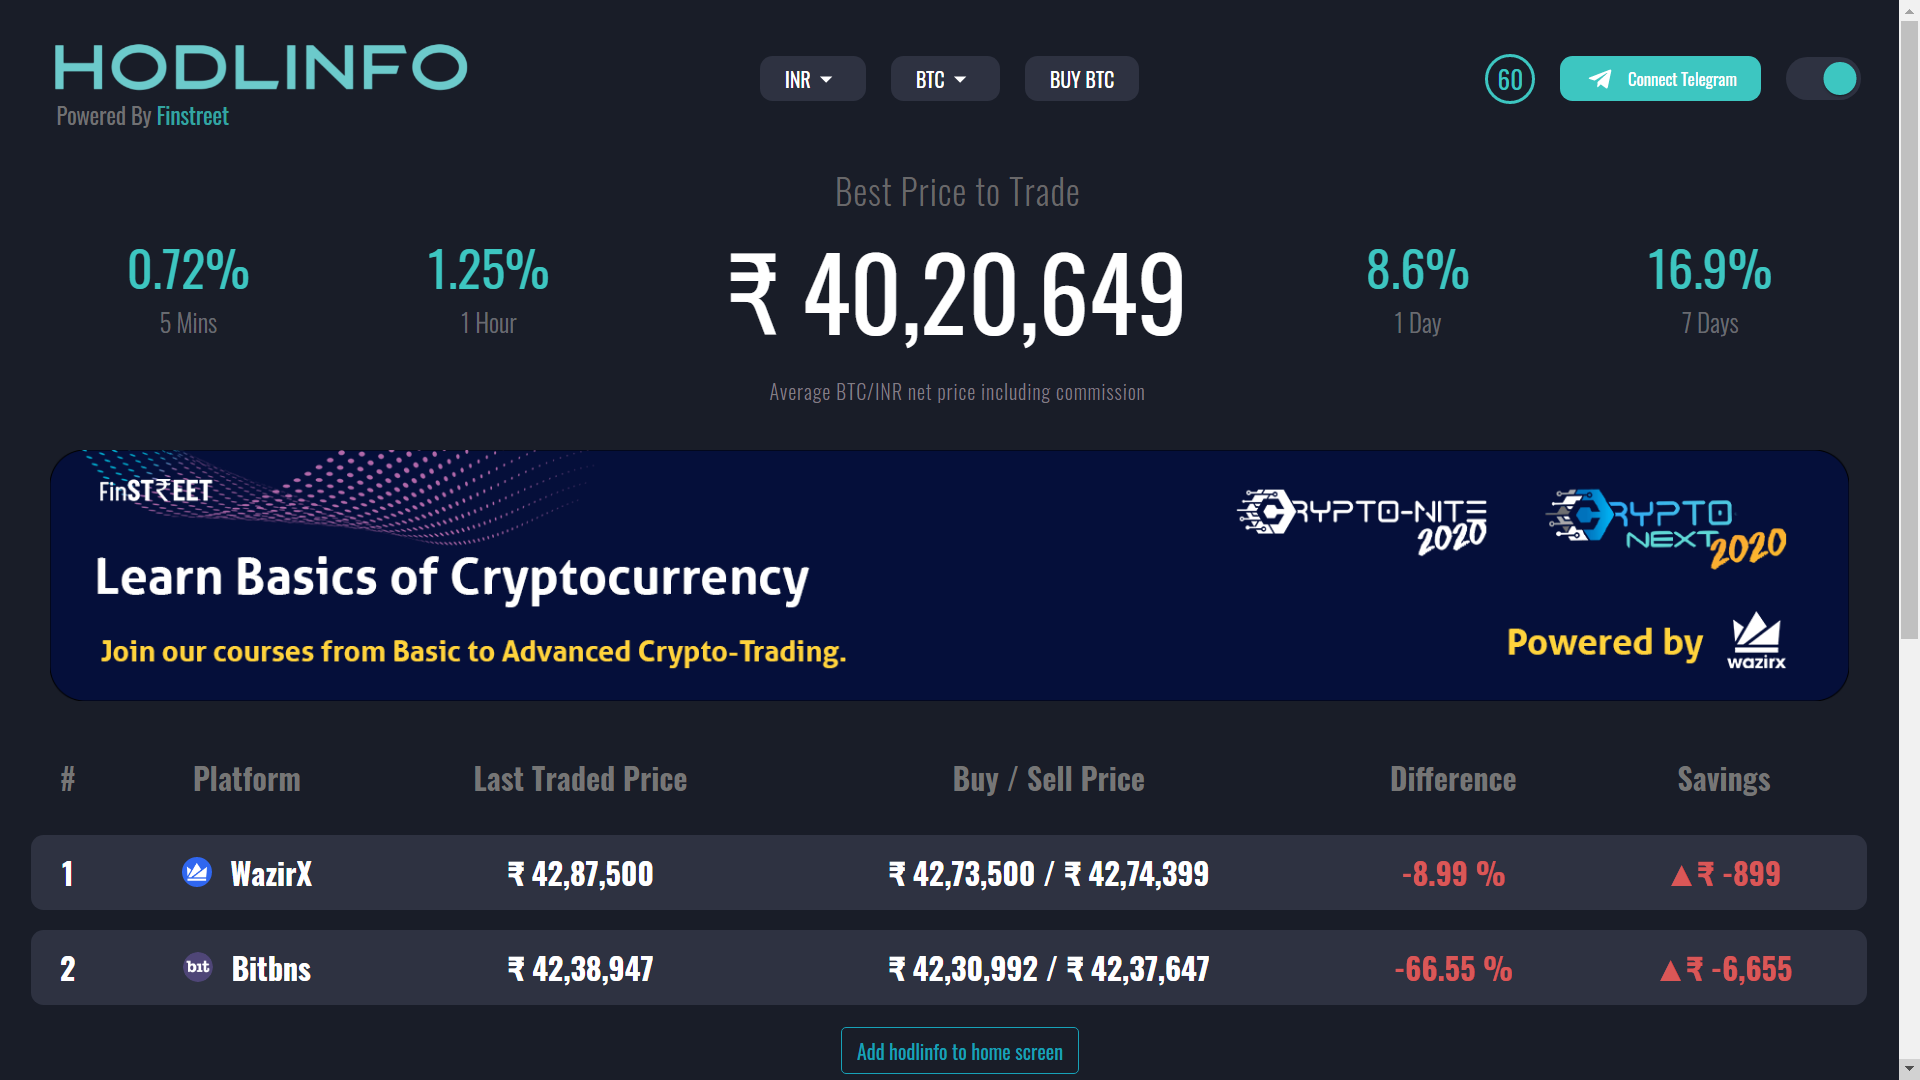 HODLINFO
Powered By Finstreet
INR
BTC
BUY BTC
60
Connect Telegram
Best Price to Trade
0.72%
5 Mins
1.25%
1 Hour
₹ 40,20,649
8.6%
1 Day
16.9%
7 Days
Average BTC/INR net price including commission
FinST₹EET
CRYPTO-NITE
2020
CRYPTO
NEXT 2020
Learn Basics of Cryptocurrency
Join our courses from Basic to Advanced Crypto-Trading.
Powered by
wazirx
# Platform Last Traded Price Buy / Sell Price Difference Savings
1 WazirX ₹ 42,87,500 ₹ 42,73,500 / ₹ 42,74,399 -8.99 % ▲₹ -899
2 bıt Bitbns ₹ 42,38,947 ₹ 42,30,992 / ₹ 42,37,647 -66.55 % ▲₹ -6,655
Add hodlinfo to home screen